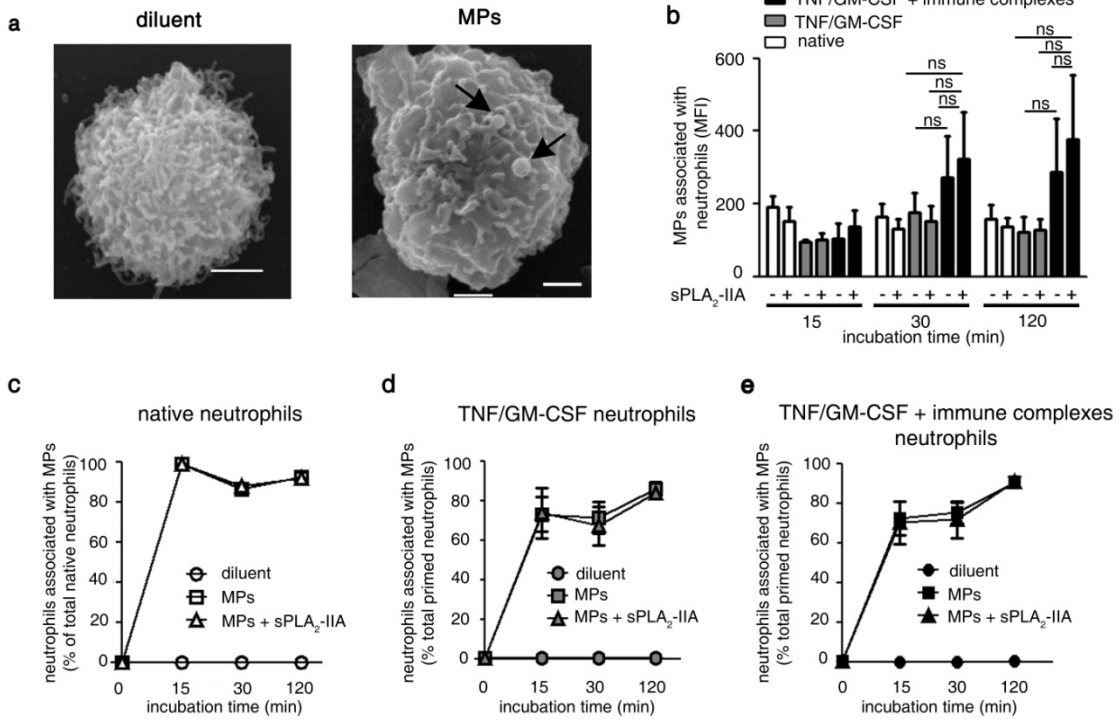 a
diluent
MPs
b
TNF/GM-CSF + immune complexes
TNF/GM-CSF
native
MPs associated with
neutrophils (MFI)
600
400
200
0
ns
ns
ns
ns
ns
ns
ns
ns
sPLA2-IIA
- + - + - + - + - + - + - + - + - +
15
30
120
incubation time (min)
c
native neutrophils
neutrophils associated with MPs
(% of total native neutrophils)
100
80
60
40
20
0
diluent
MPs
MPs + sPLA2-IIA
0 15 30 120
incubation time (min)
d
TNF/GM-CSF neutrophils
neutrophils associated with MPs
(% total primed neutrophils)
100
80
60
40
20
0
diluent
MPs
MPs + sPLA2-IIA
0 15 30 120
incubation time (min)
e
TNF/GM-CSF + immune complexes
neutrophils
neutrophils associated with MPs
(% total primed neutrophils)
100
80
60
40
20
0
diluent
MPs
MPs + sPLA2-IIA
0 15 30 120
incubation time (min)